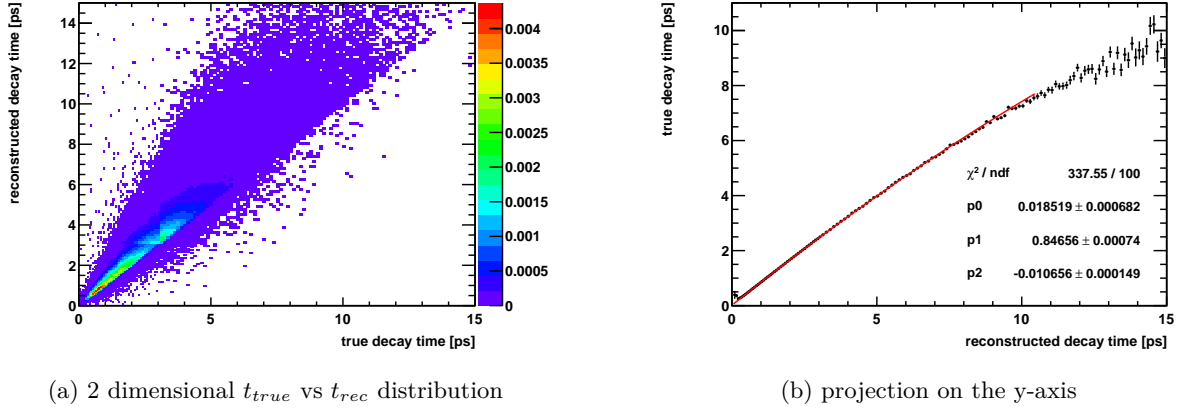 reconstructed decay time [ps]
14
12
10
8
6
4
2
0
0 5 10 15
true decay time [ps]
0.004
0.0035
0.003
0.0025
0.002
0.0015
0.001
0.0005
0
(a) 2 dimensional t_true vs t_rec distribution
true decay time [ps]
10
8
6
4
2
0
χ² / ndf 337.55 / 100
p0 0.018519 ± 0.000682
p1 0.84656 ± 0.00074
p2 -0.010656 ± 0.000149
0 5 10 15
reconstructed decay time [ps]
(b) projection on the y-axis